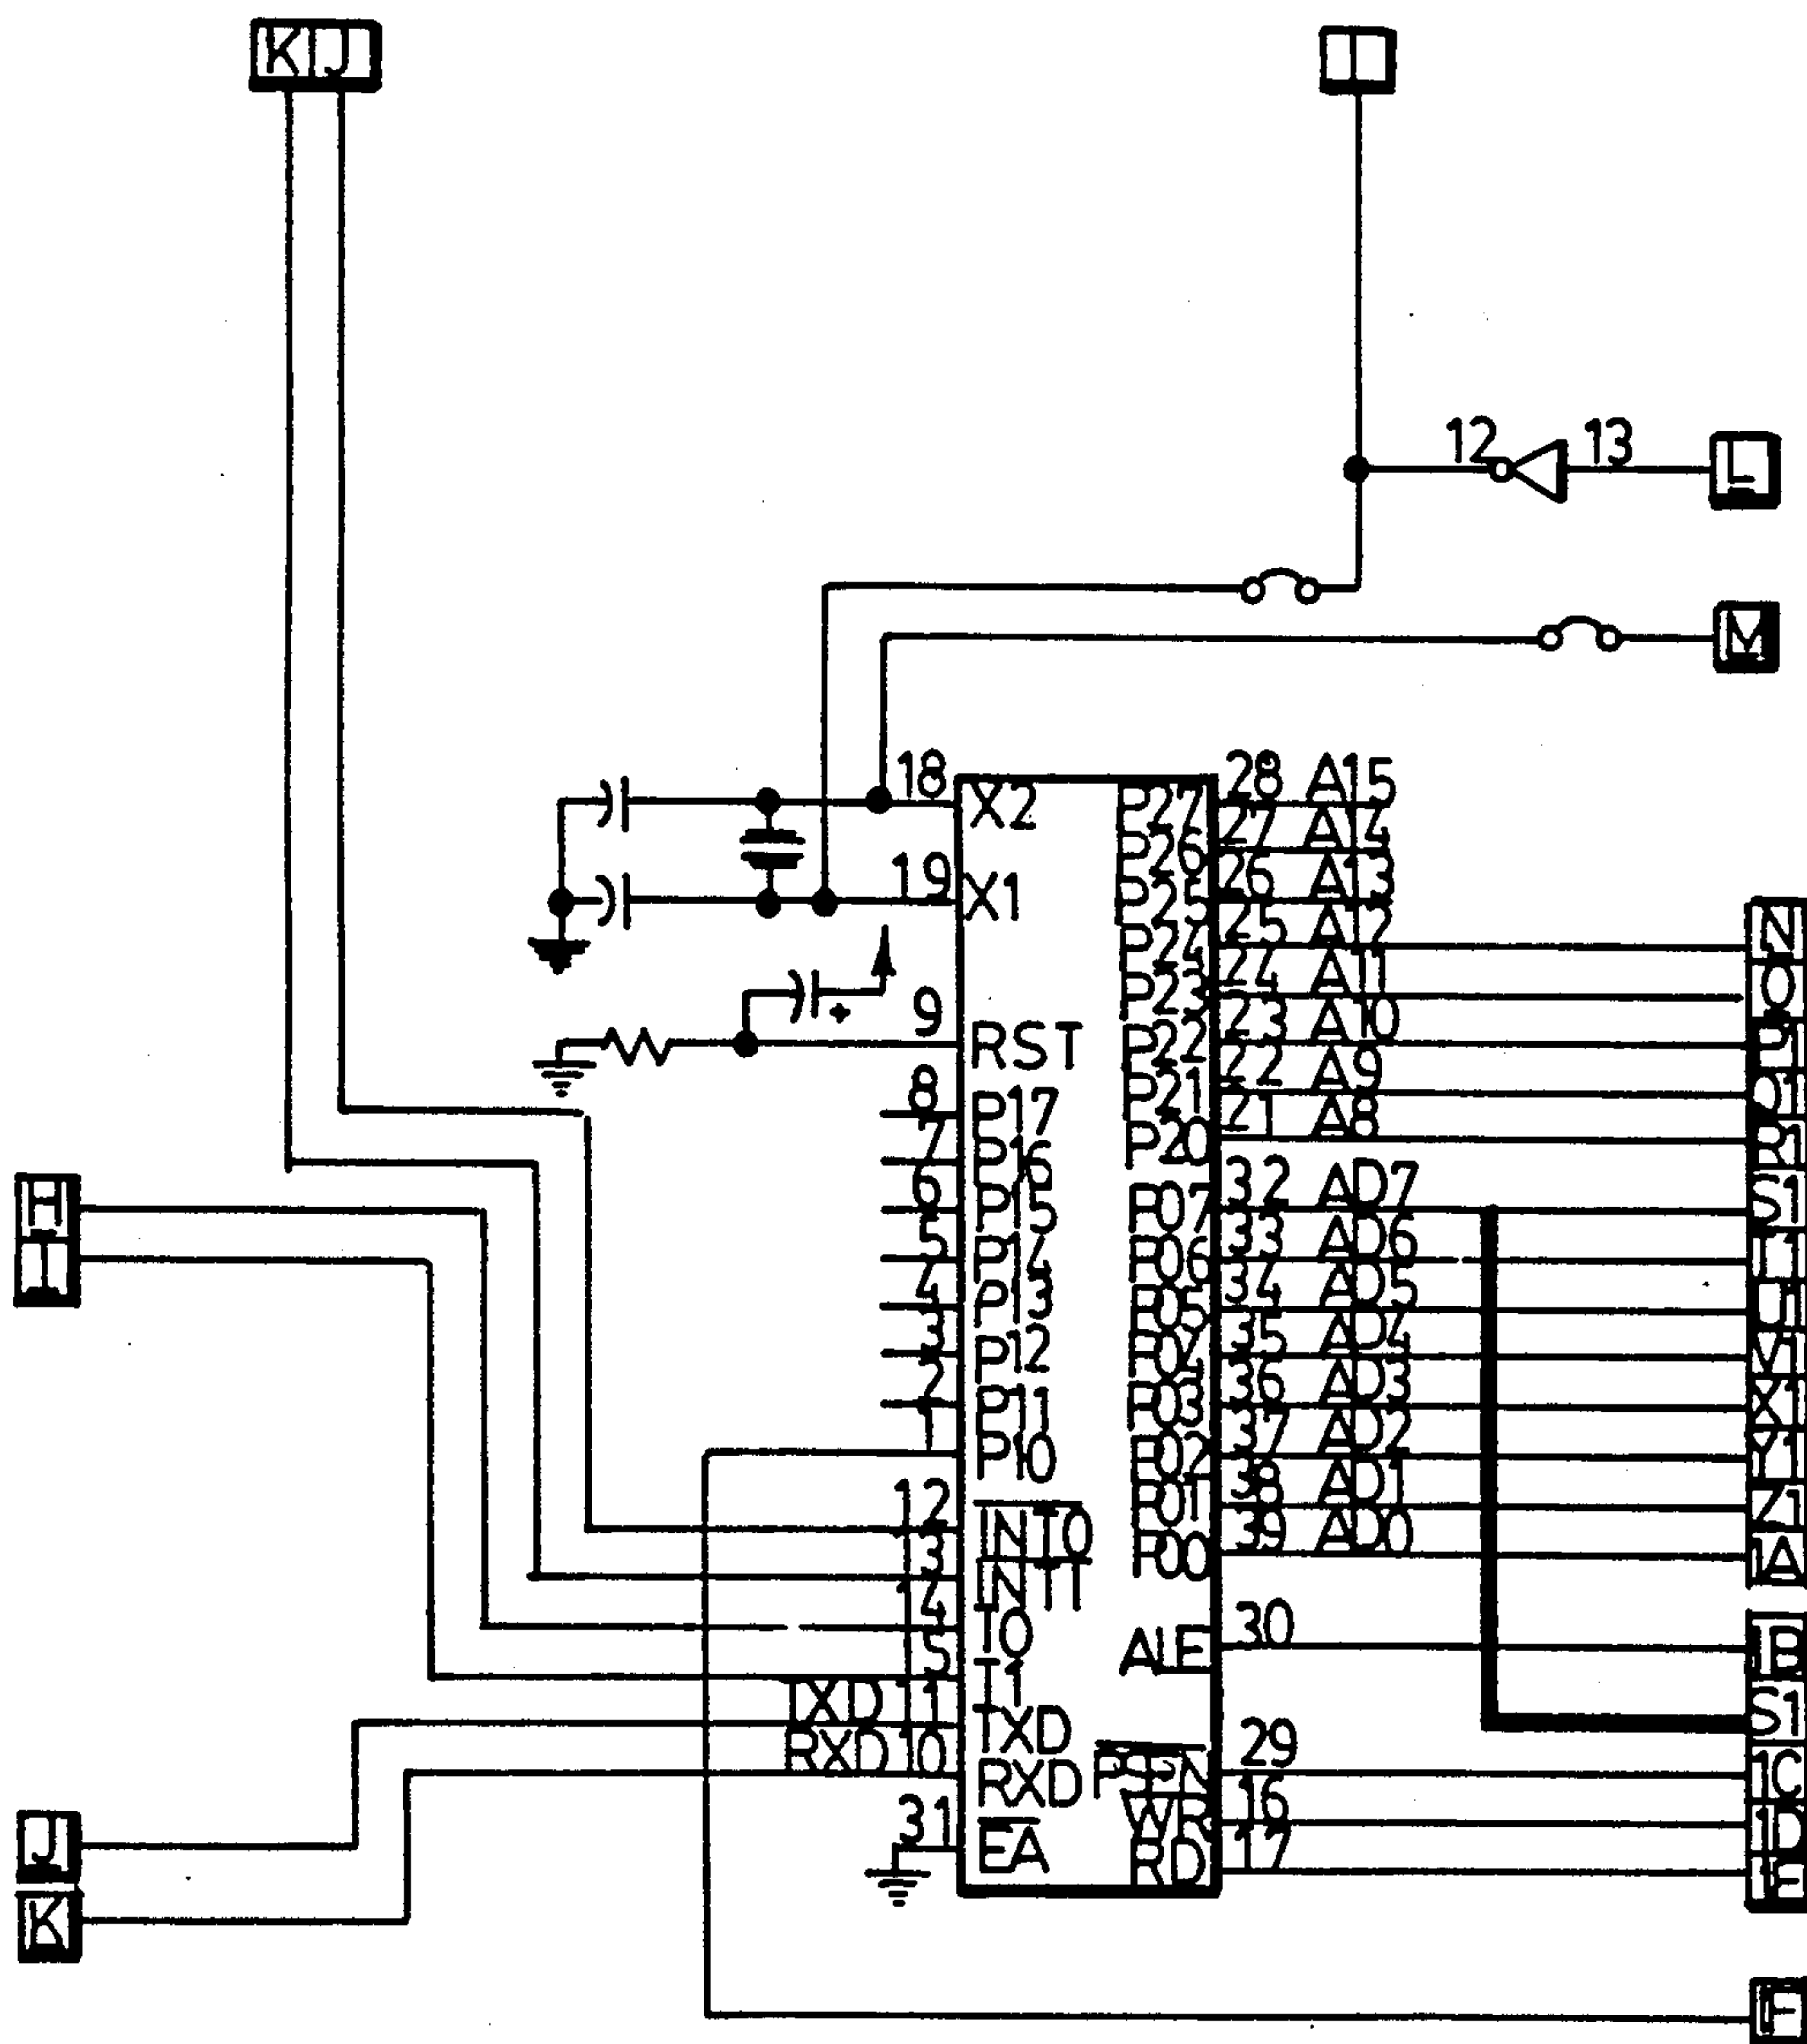 K J
I
12 13 L
M
18 X2 P27 28 A15
P26 27 A14
19 X1 P25 26 A13
P24 25 A12 N
P23 24 A11
9 RST P22 23 A10 P1
8 P17 P21 22 A9
7 P16 P20 21 A8 R1
6 P15 P07 32 AD7 S1
H
5 P14 P06 33 AD6 T1
I
4 P13 P05 34 AD5 U1
3 P12 P04 35 AD4 V1
2 P11 P03 36 AD3 X1
1 P10 P02 37 AD2 Y1
P01 38 AD1 Z1
12 INT0 P00 39 AD0 1A
13 INT1
14 T0 ALE 30 1B
15 T1
TXD 11 TXD S1
RXD 10 RXD PSEN 29 1C
WR 16 1D
J 31 EA RD 17 1E
K